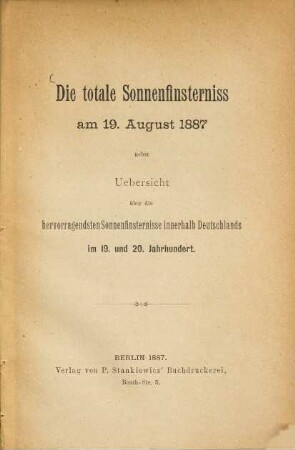 Die totale Sonnenfinsterniss
am 19. August 1887
nebst
Uebersicht
über die
hervorragendsten Sonnenfinsternisse innerhalb Deutschlands
im 19. und 20. Jahrhundert.
BERLIN 1887.
Verlag von P. Stankiewicz' Buchdruckerei,
Beuth-Str. 5.